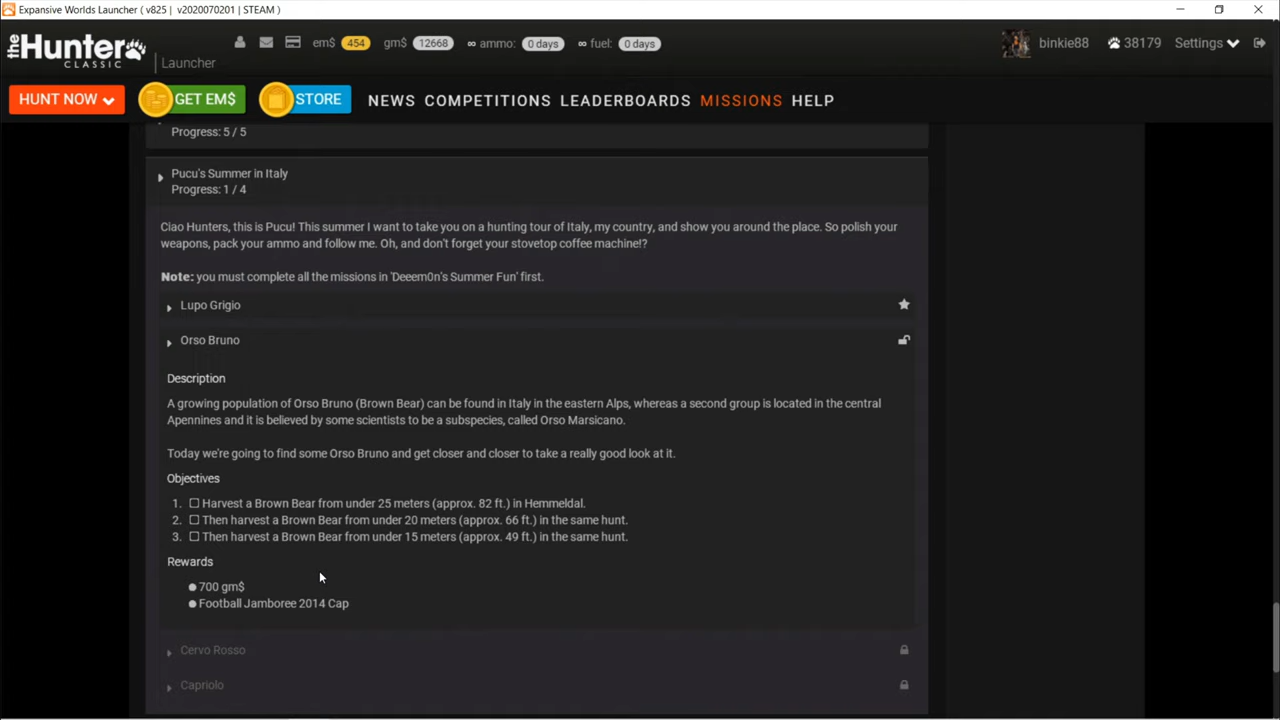 Expansive Worlds Launcher ( v825 | v2020070201 | STEAM )
theHunter CLASSIC | Launcher
em$ 454 gm$ 12668 ∞ ammo: 0 days ∞ fuel: 0 days binkie88 38179 Settings
HUNT NOW GET EM$ STORE NEWS COMPETITIONS LEADERBOARDS MISSIONS HELP
Progress: 5 / 5
Pucu's Summer in Italy
Progress: 1 / 4
Ciao Hunters, this is Pucu! This summer I want to take you on a hunting tour of Italy, my country, and show you around the place. So polish your
weapons, pack your ammo and follow me. Oh, and don't forget your stovetop coffee machine!?
Note: you must complete all the missions in 'Deeem0n's Summer Fun' first.
Lupo Grigio
Orso Bruno
Description
A growing population of Orso Bruno (Brown Bear) can be found in Italy in the eastern Alps, whereas a second group is located in the central
Apennines and it is believed by some scientists to be a subspecies, called Orso Marsicano.
Today we're going to find some Orso Bruno and get closer and closer to take a really good look at it.
Objectives
1. Harvest a Brown Bear from under 25 meters (approx. 82 ft.) in Hemmeldal.
2. Then harvest a Brown Bear from under 20 meters (approx. 66 ft.) in the same hunt.
3. Then harvest a Brown Bear from under 15 meters (approx. 49 ft.) in the same hunt.
Rewards
700 gm$
Football Jamboree 2014 Cap
Cervo Rosso
Capriolo